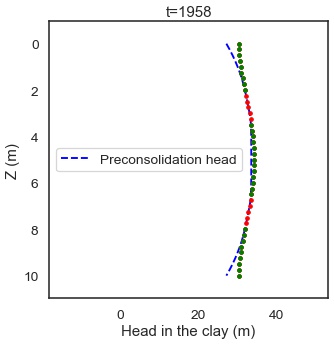 t=1958
0
2
4
6
8
10
Z (m)
Preconsolidation head
0
20
40
Head in the clay (m)